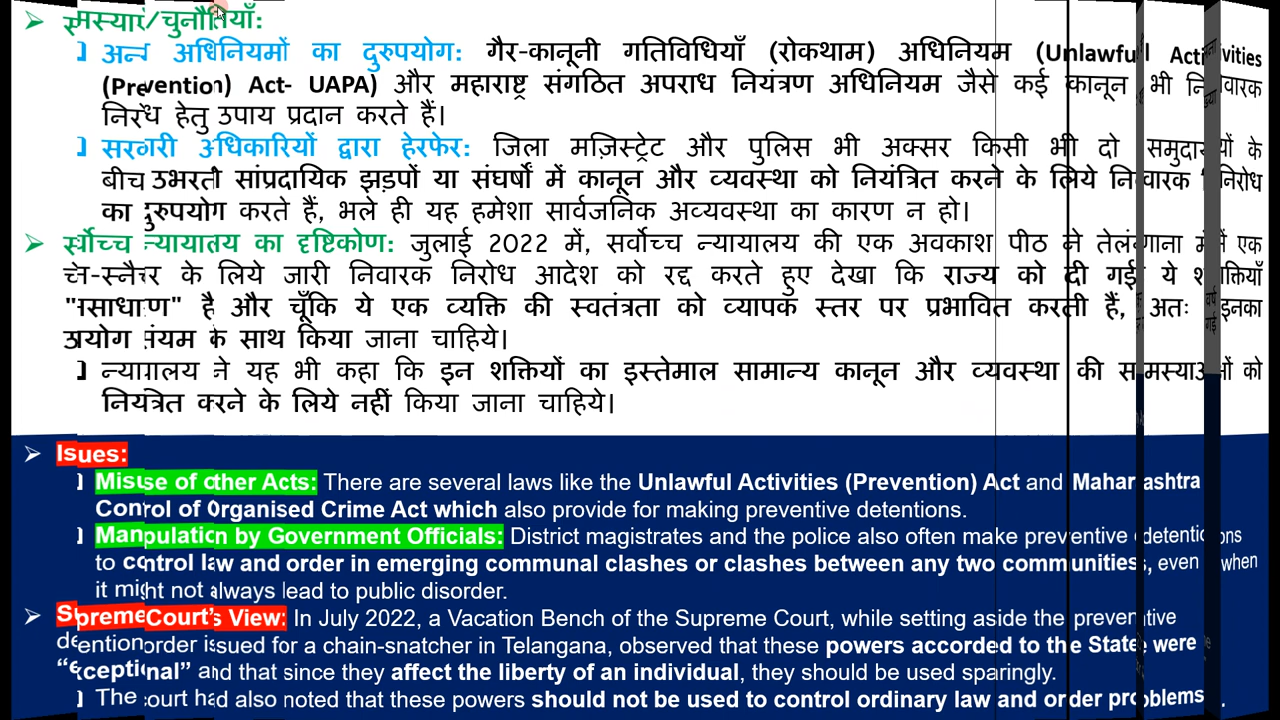 ➢ समस्याएँ/चुनौतियाँ:
❑ अन्य अधिनियमों का दुरुपयोग: गैर-कानूनी गतिविधियाँ (रोकथाम) अधिनियम (Unlawful Activities
(Prevention) Act- UAPA) और महाराष्ट्र संगठित अपराध नियंत्रण अधिनियम जैसे कई कानून भी निवारक
निरोध हेतु उपाय प्रदान करते हैं।
❑ सरकारी अधिकारियों द्वारा हेरफेर: जिला मज़िस्ट्रेट और पुलिस भी अक्सर किसी भी दो समुदायों के
बीच उभरती सांप्रदायिक झड़पों या संघर्षों में कानून और व्यवस्था को नियंत्रित करने के लिये निवारक निरोध
का दुरुपयोग करते हैं, भले ही यह हमेशा सार्वजनिक अव्यवस्था का कारण न हो।
➢ सर्वोच्च न्यायालय का दृष्टिकोण: जुलाई 2022 में, सर्वोच्च न्यायालय की एक अवकाश पीठ ने तेलंगाना में एक
चेन-स्नैचर के लिये जारी निवारक निरोध आदेश को रद्द करते हुए देखा कि राज्य को दी गई ये शक्तियाँ
"असाधारण" है और चूँकि ये एक व्यक्ति की स्वतंत्रता को व्यापक स्तर पर प्रभावित करती हैं, अतः इनका
उपयोग संयम के साथ किया जाना चाहिये।
❑ न्यायालय ने यह भी कहा कि इन शक्तियों का इस्तेमाल सामान्य कानून और व्यवस्था की समस्याओं को
नियंत्रित करने के लिये नहीं किया जाना चाहिये।
➢ Issues:
❑ Misuse of other Acts: There are several laws like the Unlawful Activities (Prevention) Act and Maharashtra
Control of Organised Crime Act which also provide for making preventive detentions.
❑ Manipulation by Government Officials: District magistrates and the police also often make preventive detentions
to control law and order in emerging communal clashes or clashes between any two communities, even when
it might not always lead to public disorder.
➢ Supreme Court's View: In July 2022, a Vacation Bench of the Supreme Court, while setting aside the preventive
detention order issued for a chain-snatcher in Telangana, observed that these powers accorded to the State were
“exceptional” and that since they affect the liberty of an individual, they should be used sparingly.
❑ The court had also noted that these powers should not be used to control ordinary law and order problems.